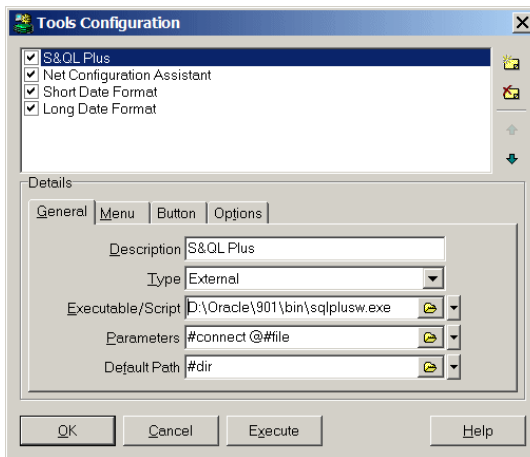 Tools Configuration
S&QL Plus
Net Configuration Assistant
Short Date Format
Long Date Format
Details
General Menu Button Options
Description S&QL Plus
Type External
Executable/Script D:\Oracle\901\bin\sqlplusw.exe
Parameters #connect @#file
Default Path #dir
OK Cancel Execute Help